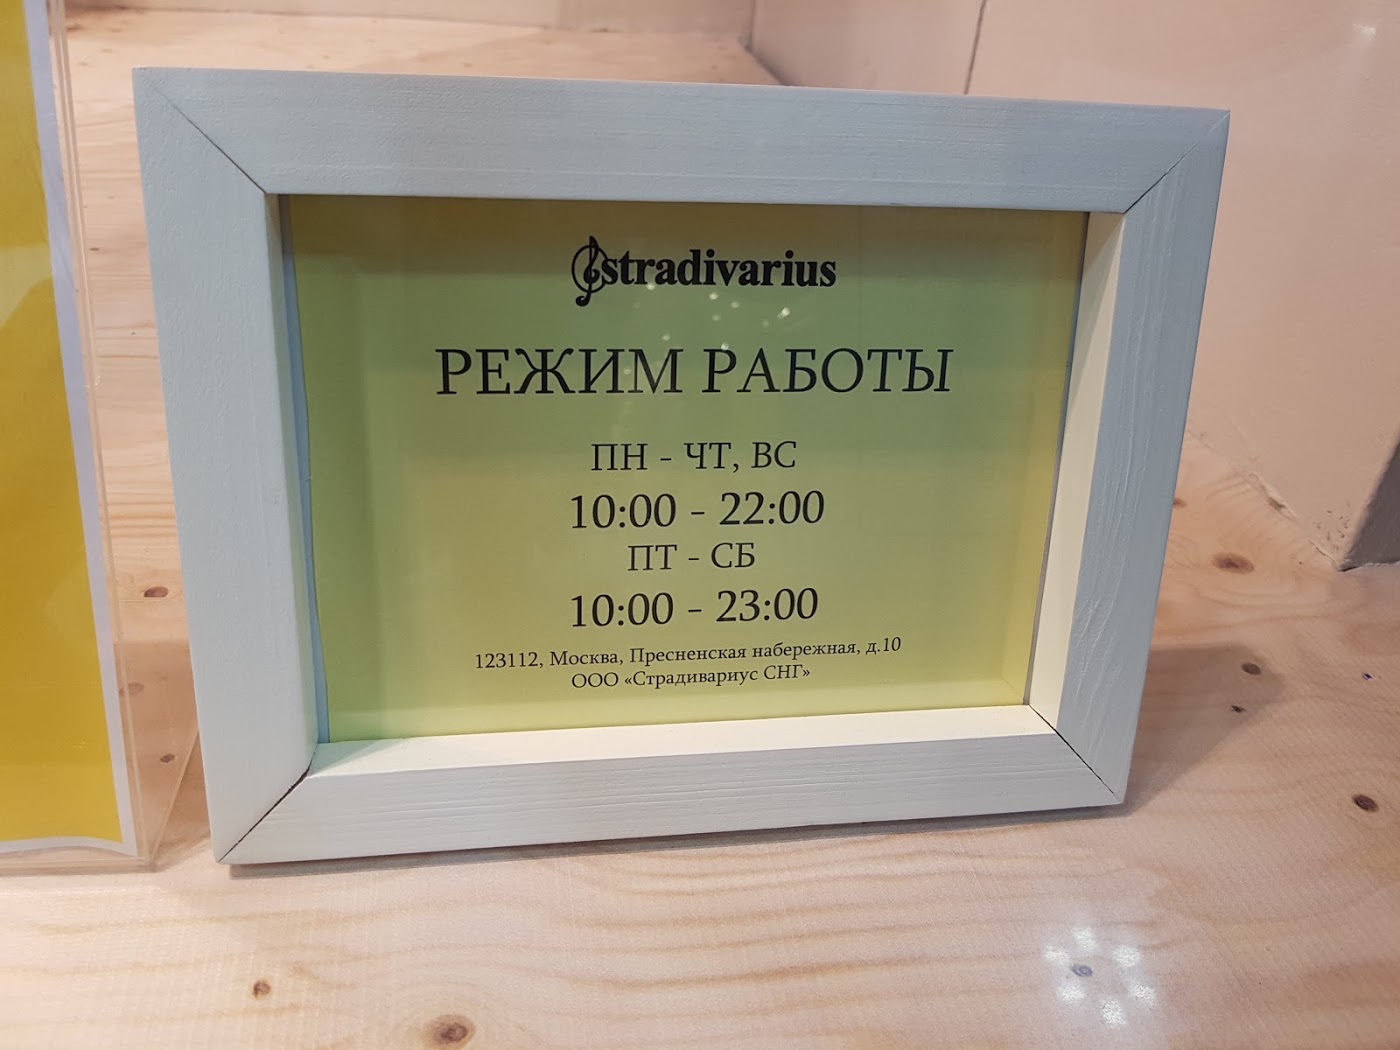 stradivarius
РЕЖИМ РАБОТЫ
ПН - ЧТ, ВС
10:00 - 22:00
ПТ - СБ
10:00 - 23:00
123112, Москва, Пресненская набережная, д.10
ООО «Страдивариус СНГ»